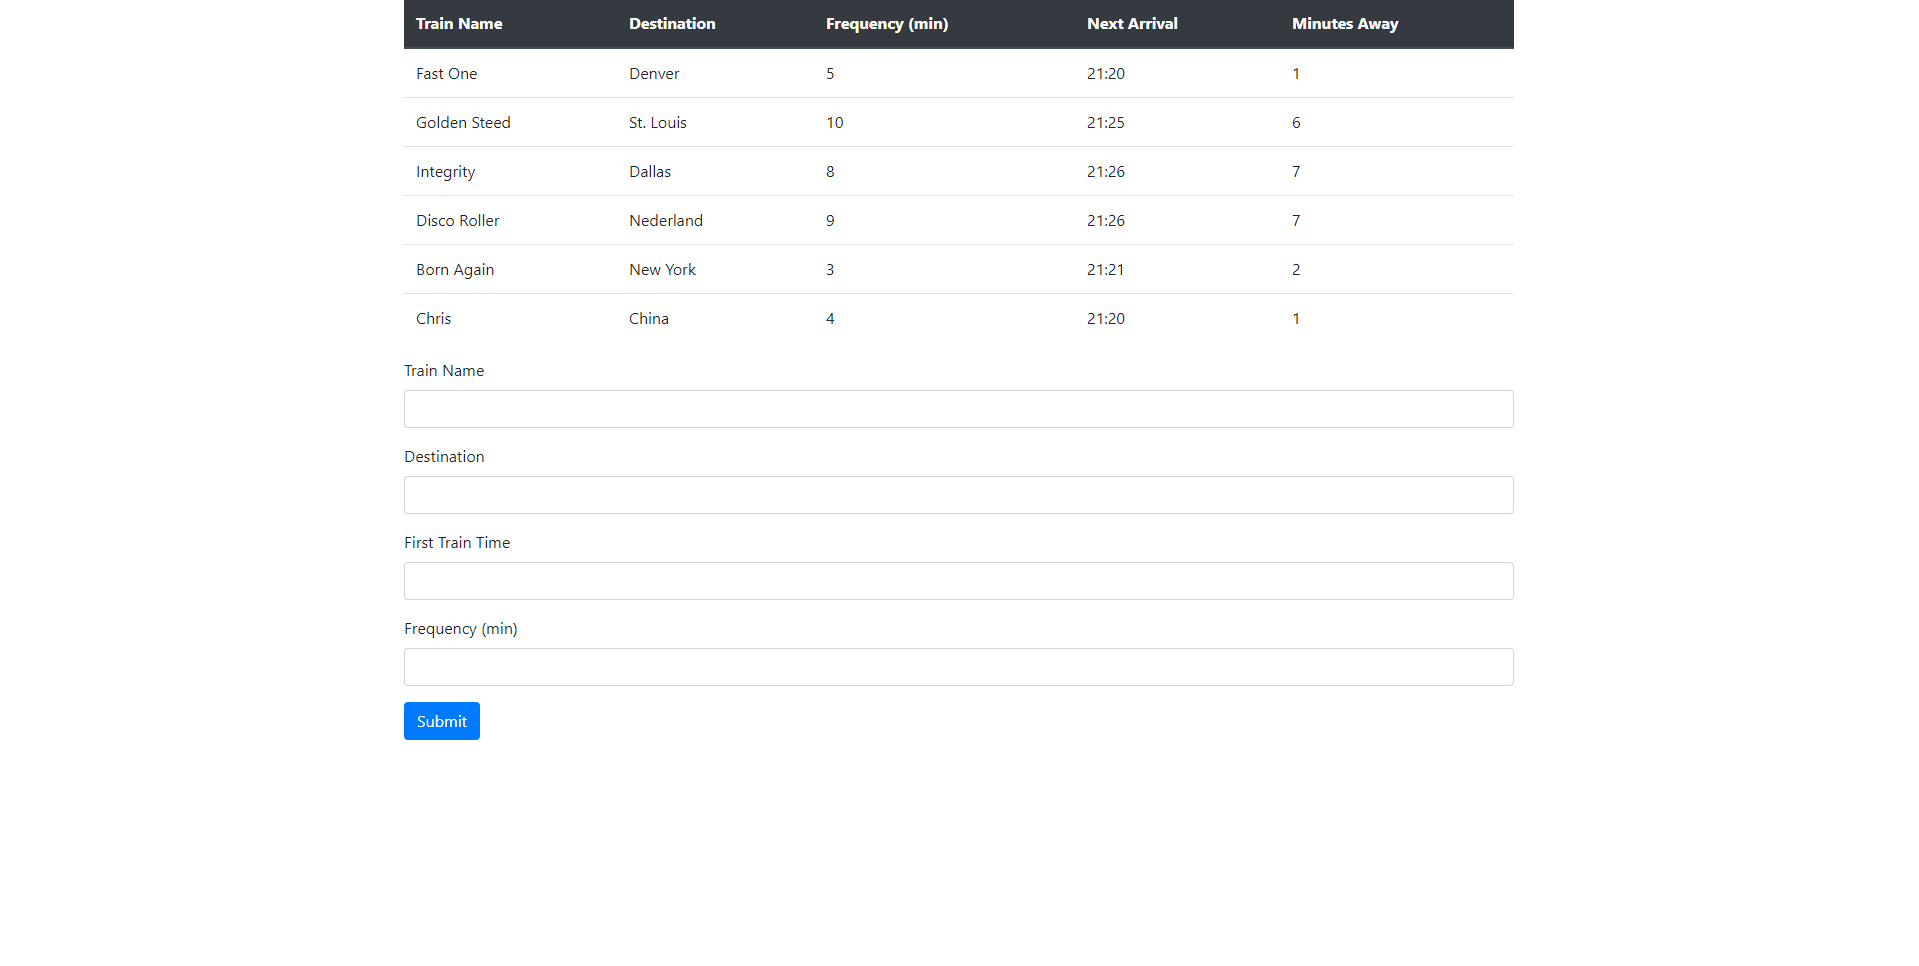 Train Name Destination Frequency (min) Next Arrival Minutes Away
Fast One Denver 5 21:20 1
Golden Steed St. Louis 10 21:25 6
Integrity Dallas 8 21:26 7
Disco Roller Nederland 9 21:26 7
Born Again New York 3 21:21 2
Chris China 4 21:20 1
Train Name
Destination
First Train Time
Frequency (min)
Submit